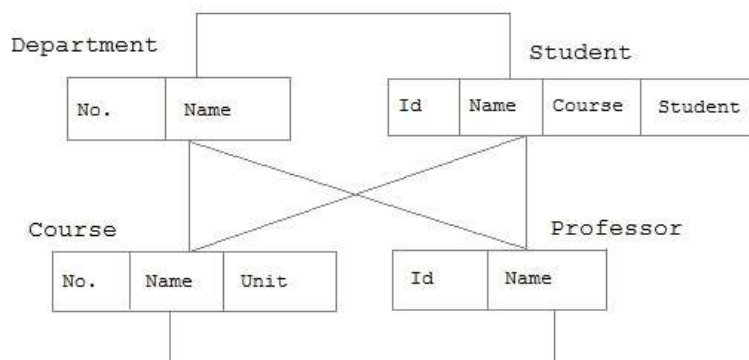 Department
Student
No. Name
Id Name Course Student
Course
Professor
No. Name Unit
Id Name